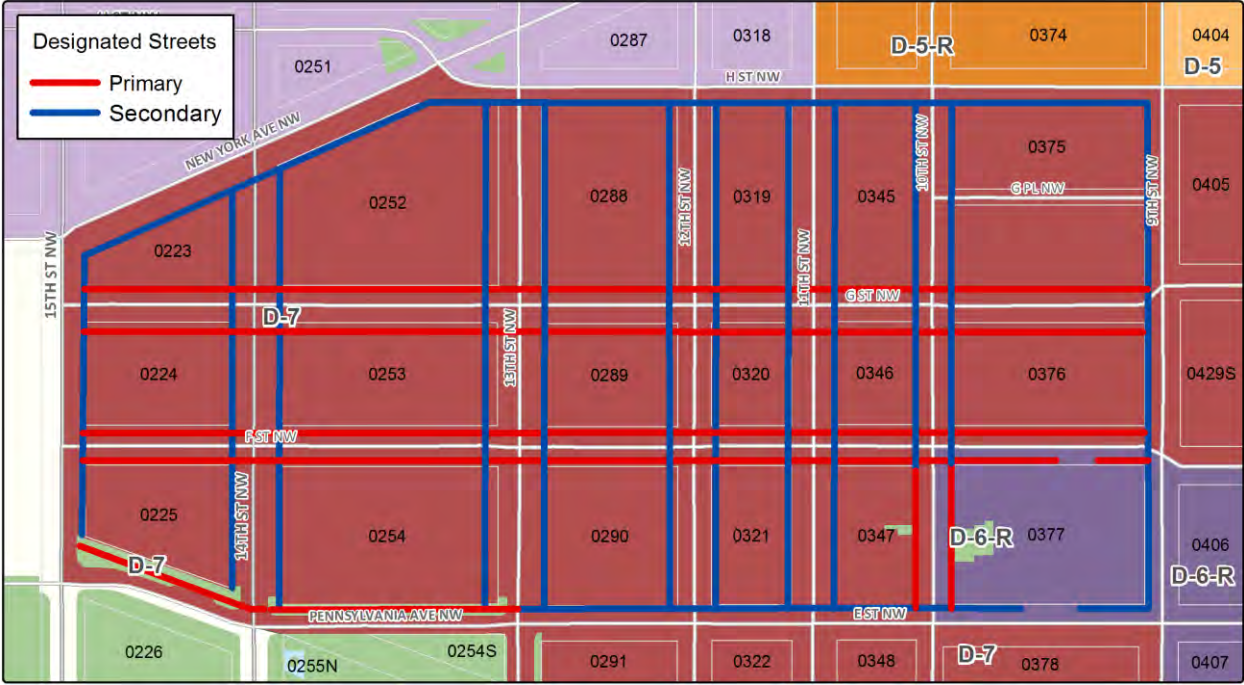 H ST NW
Designated Streets
Primary
Secondary
0251
0287
0318
D-5-R
0374
0404
D-5
H ST NW
NEW YORK AVE NW
10TH ST NW
0375
9TH ST NW
0405
0252
0288
12TH ST NW
0319
0345
G PL NW
15TH ST NW
0223
11TH ST NW
G ST NW
D-7
13TH ST NW
0224
0253
0289
0320
0346
0376
0429S
F ST NW
0225
14TH ST NW
0254
0290
0321
0347
D-6-R
0377
0406
D-6-R
D-7
PENNSYLVANIA AVE NW
E ST NW
0226
0255N
0254S
0291
0322
0348
D-7
0378
0407